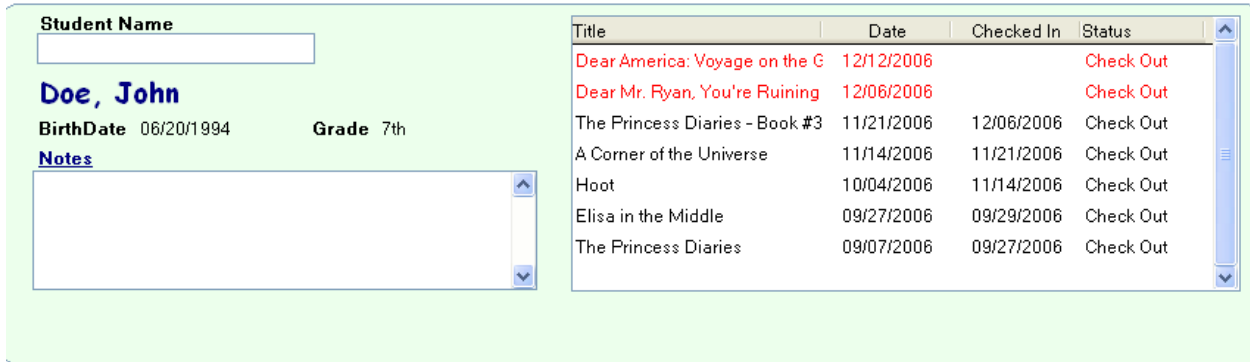 Student Name
Doe, John
BirthDate 06/20/1994 Grade 7th
Notes
Title Date Checked In Status
Dear America: Voyage on the G 12/12/2006 Check Out
Dear Mr. Ryan, You're Ruining 12/06/2006 Check Out
The Princess Diaries - Book #3 11/21/2006 12/06/2006 Check Out
A Corner of the Universe 11/14/2006 11/21/2006 Check Out
Hoot 10/04/2006 11/14/2006 Check Out
Elisa in the Middle 09/27/2006 09/29/2006 Check Out
The Princess Diaries 09/07/2006 09/27/2006 Check Out